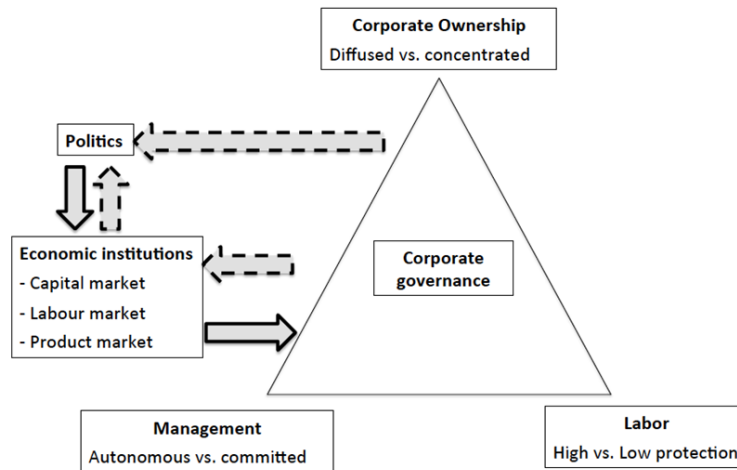 Corporate Ownership
Diffused vs. concentrated
Politics
Economic institutions
- Capital market
- Labour market
- Product market
Corporate
governance
Management
Autonomous vs. committed
Labor
High vs. Low protection